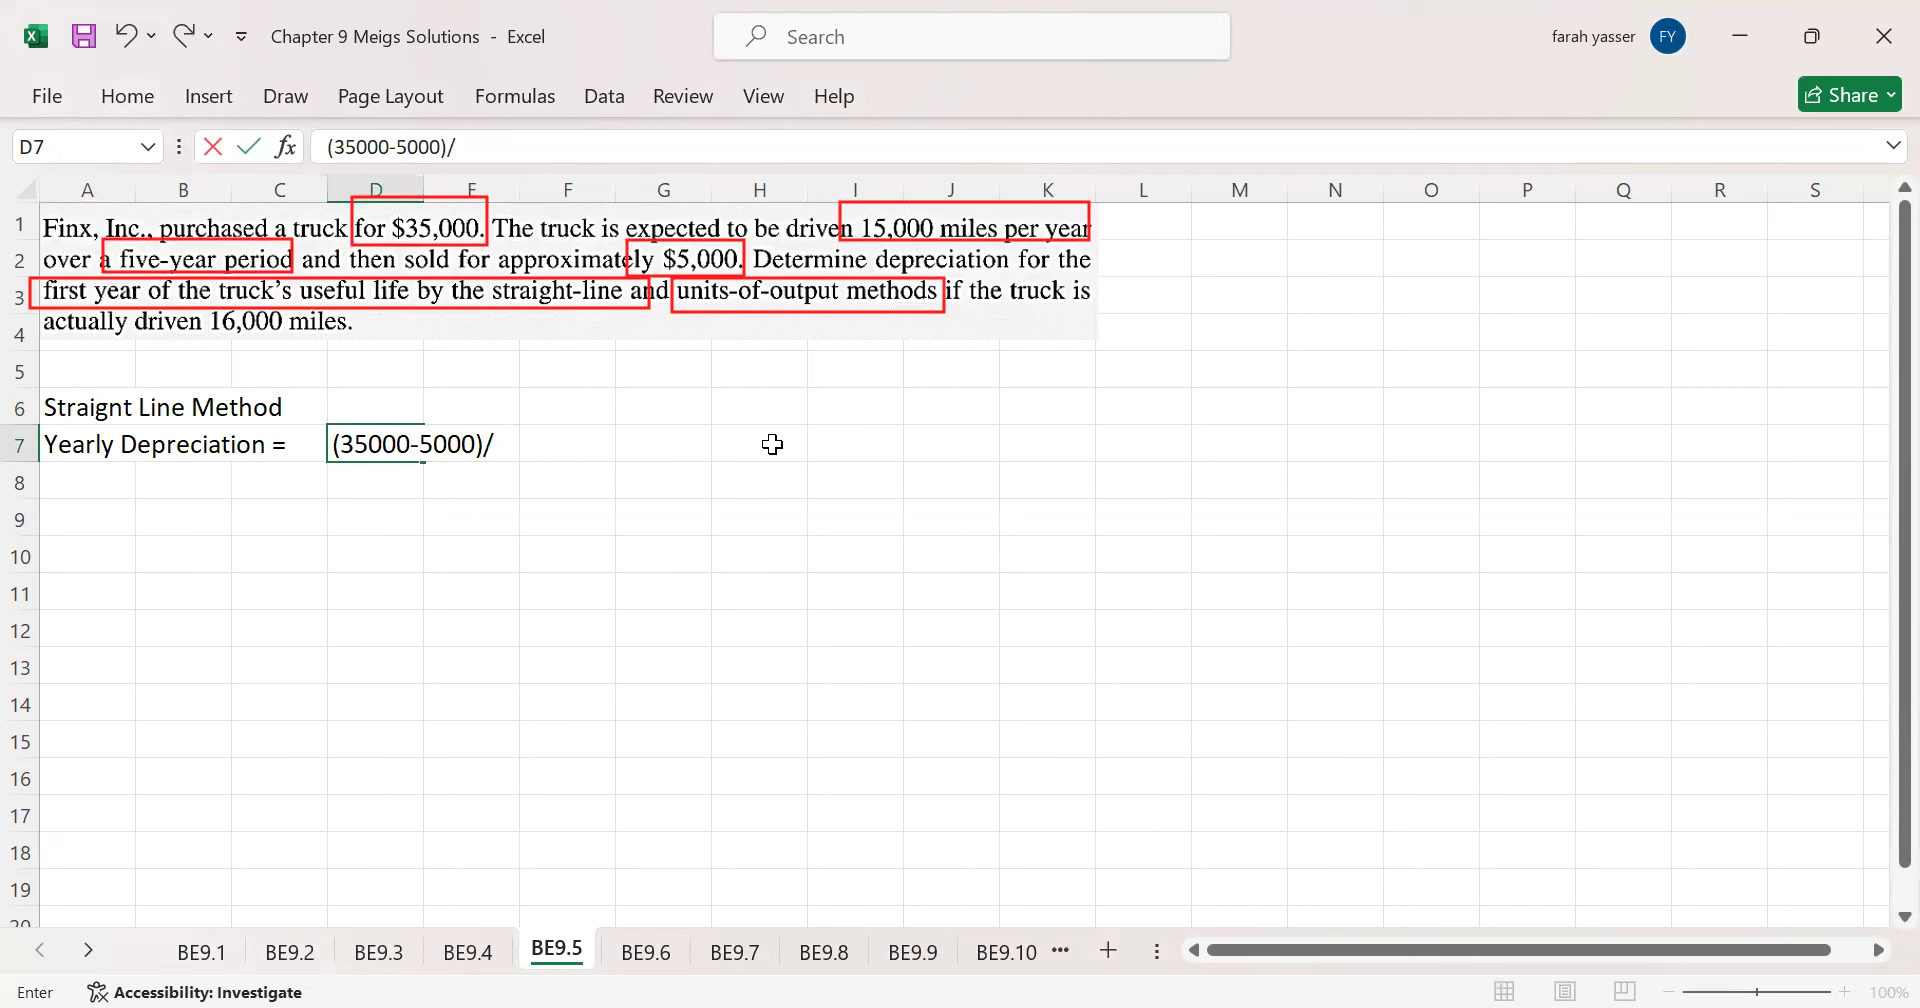 Chapter 9 Meigs Solutions - Excel
Search
farah yasser
FY
File Home Insert Draw Page Layout Formulas Data Review View Help
Share
D7
fx
(35000-5000)/
A B C D E F G H I J K L M N O P Q R S
1
2
3
4
5
6
7
8
9
10
11
12
13
14
15
16
17
18
19
20
Finx, Inc., purchased a truck for $35,000. The truck is expected to be driven 15,000 miles per year
over a five-year period and then sold for approximately $5,000. Determine depreciation for the
first year of the truck's useful life by the straight-line and units-of-output methods if the truck is
actually driven 16,000 miles.
Straignt Line Method
Yearly Depreciation = (35000-5000)/
BE9.1 BE9.2 BE9.3 BE9.4 BE9.5 BE9.6 BE9.7 BE9.8 BE9.9 BE9.10
Enter
Accessibility: Investigate
100%